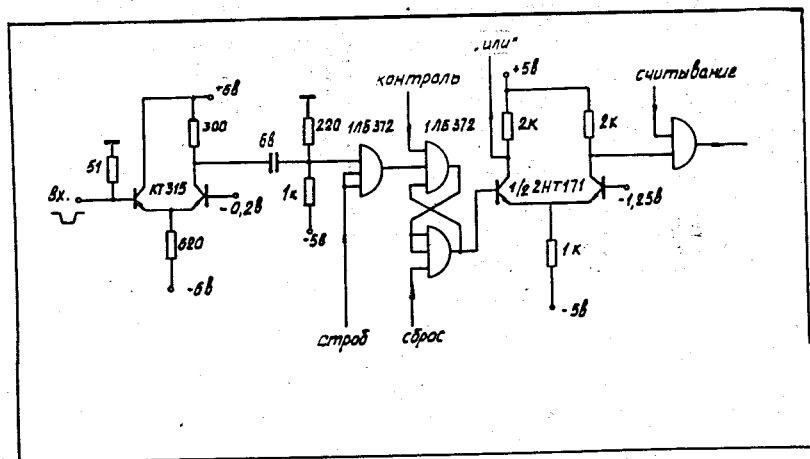 „или"
+5в
контроль
считывание
+6в
300
220
1ЛБ372
1ЛБ372
2к
2к
51
6в
вх.
КТ315
1к
1/2 2НТ171
-0,2в
-1,25в
-5в
620
1к
-6в
-5в
строб
сброс